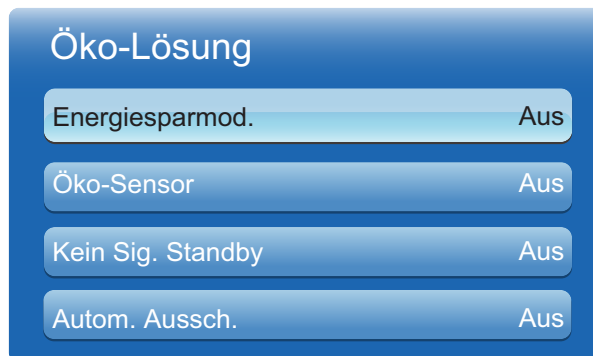 Öko-Lösung
Energiesparmod. Aus
Öko-Sensor Aus
Kein Sig. Standby Aus
Autom. Aussch. Aus